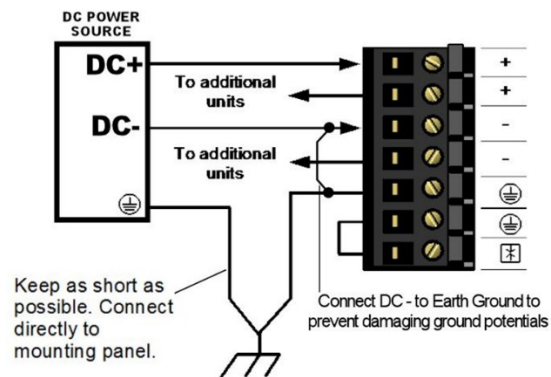 DC POWER
SOURCE
DC+
To additional
units
DC-
To additional
units
+
+
-
-
Keep as short as
possible. Connect
directly to
mounting panel.
Connect DC - to Earth Ground to
prevent damaging ground potentials